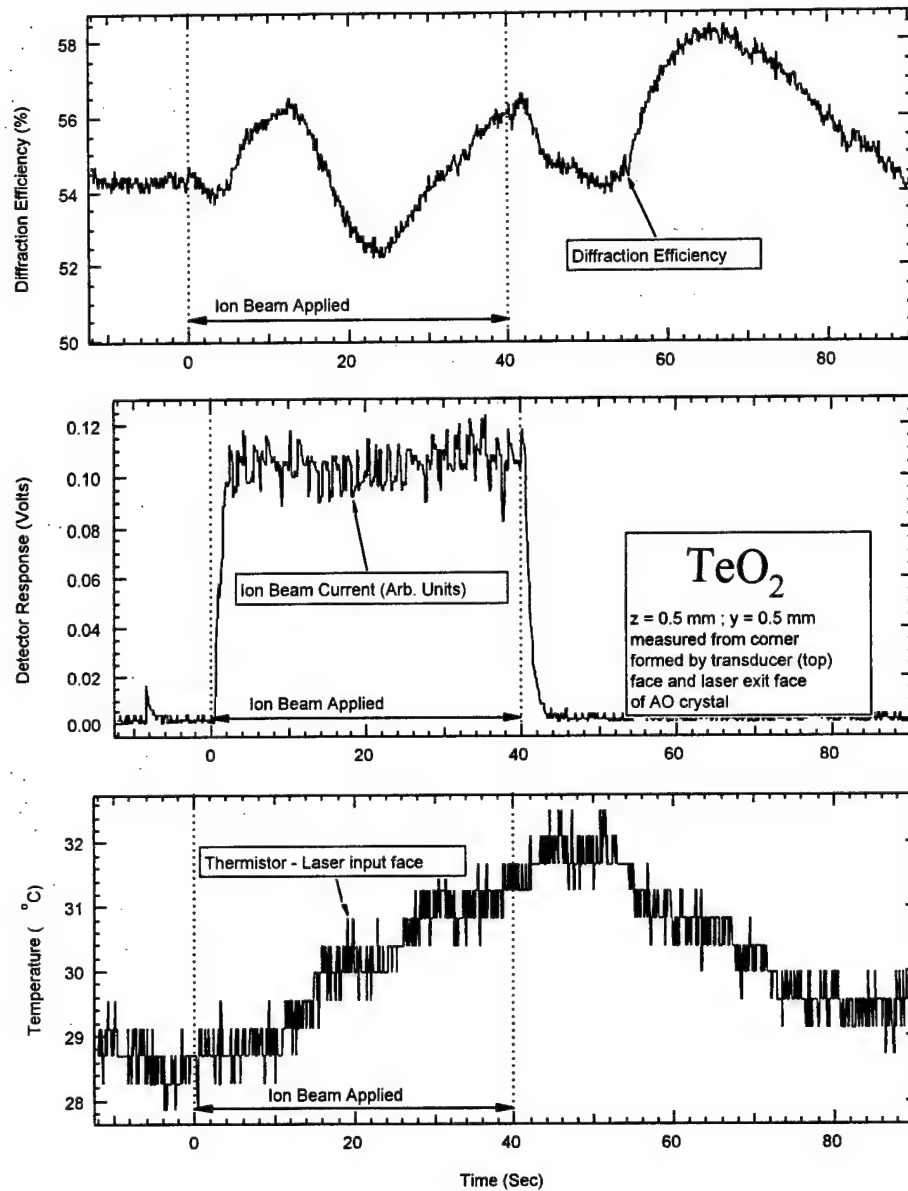 58
56
54
52
50
Diffraction Efficiency (%)
Diffraction Efficiency
Ion Beam Applied
0
20
40
60
80
0.12
0.10
0.08
0.06
0.04
0.02
0.00
Detector Response (Volts)
Ion Beam Current (Arb. Units)
TeO2
z = 0.5 mm ; y = 0.5 mm
measured from corner
formed by transducer (top)
face and laser exit face
of AO crystal
Ion Beam Applied
0
20
40
60
80
32
31
30
29
28
Temperature ( °C)
Thermistor - Laser input face
Ion Beam Applied
0
20
40
60
80
Time (Sec)